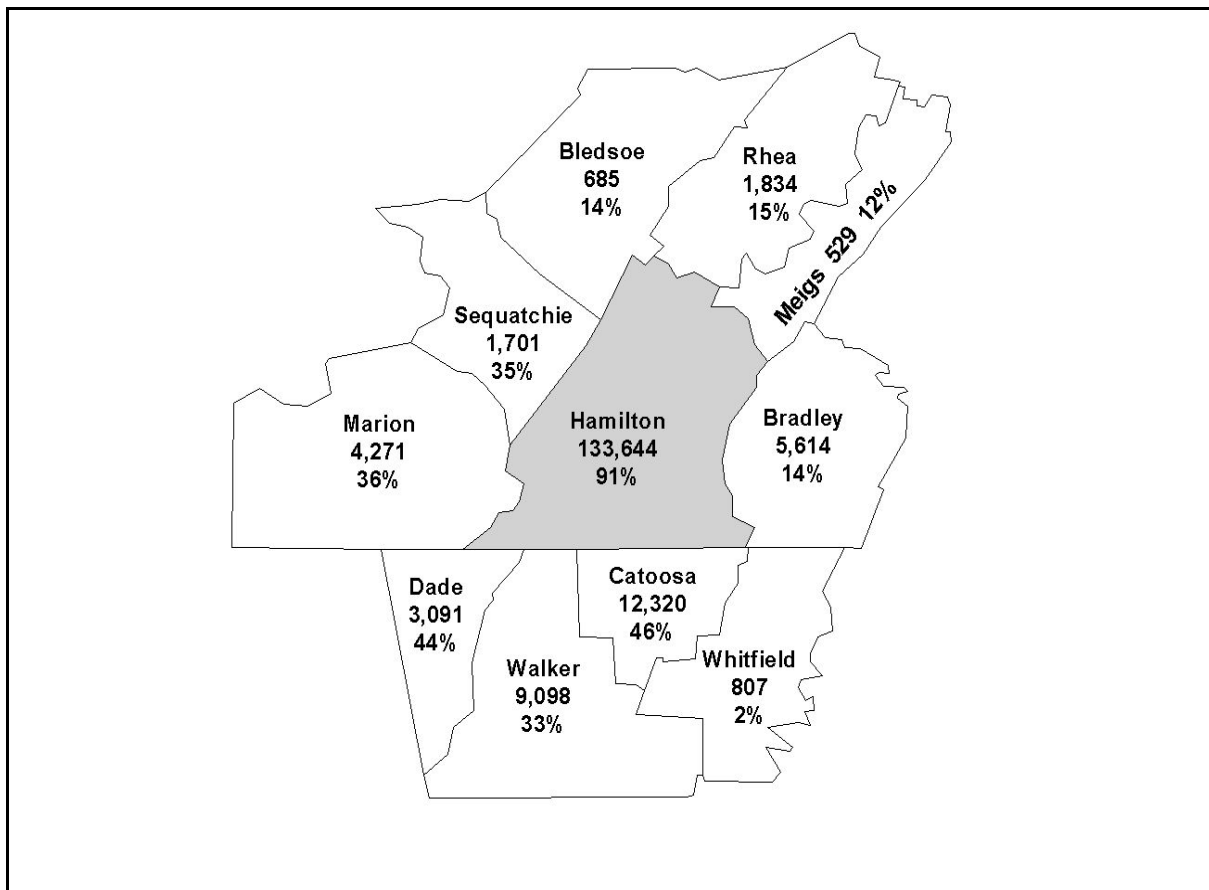 Bledsoe
685
14%
Rhea
1,834
15%
Meigs 529 12%
Sequatchie
1,701
35%
Marion
4,271
36%
Hamilton
133,644
91%
Bradley
5,614
14%
Dade
3,091
44%
Catoosa
12,320
46%
Walker
9,098
33%
Whitfield
807
2%